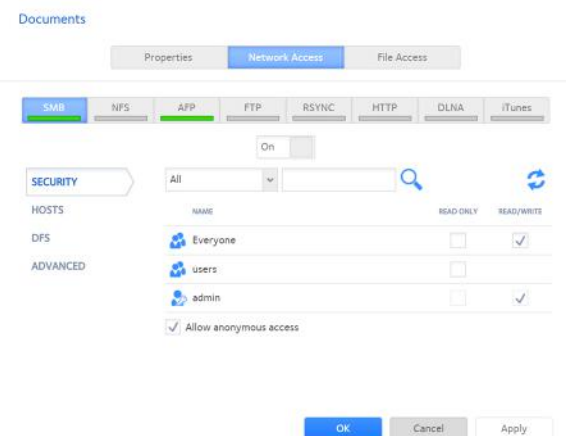 Documents
Properties Network Access File Access
SMB NFS AFP FTP RSYNC HTTP DLNA iTunes
On
SECURITY All
HOSTS NAME READ ONLY READ/WRITE
DFS Everyone
users
ADVANCED
admin
Allow anonymous access
OK Cancel Apply